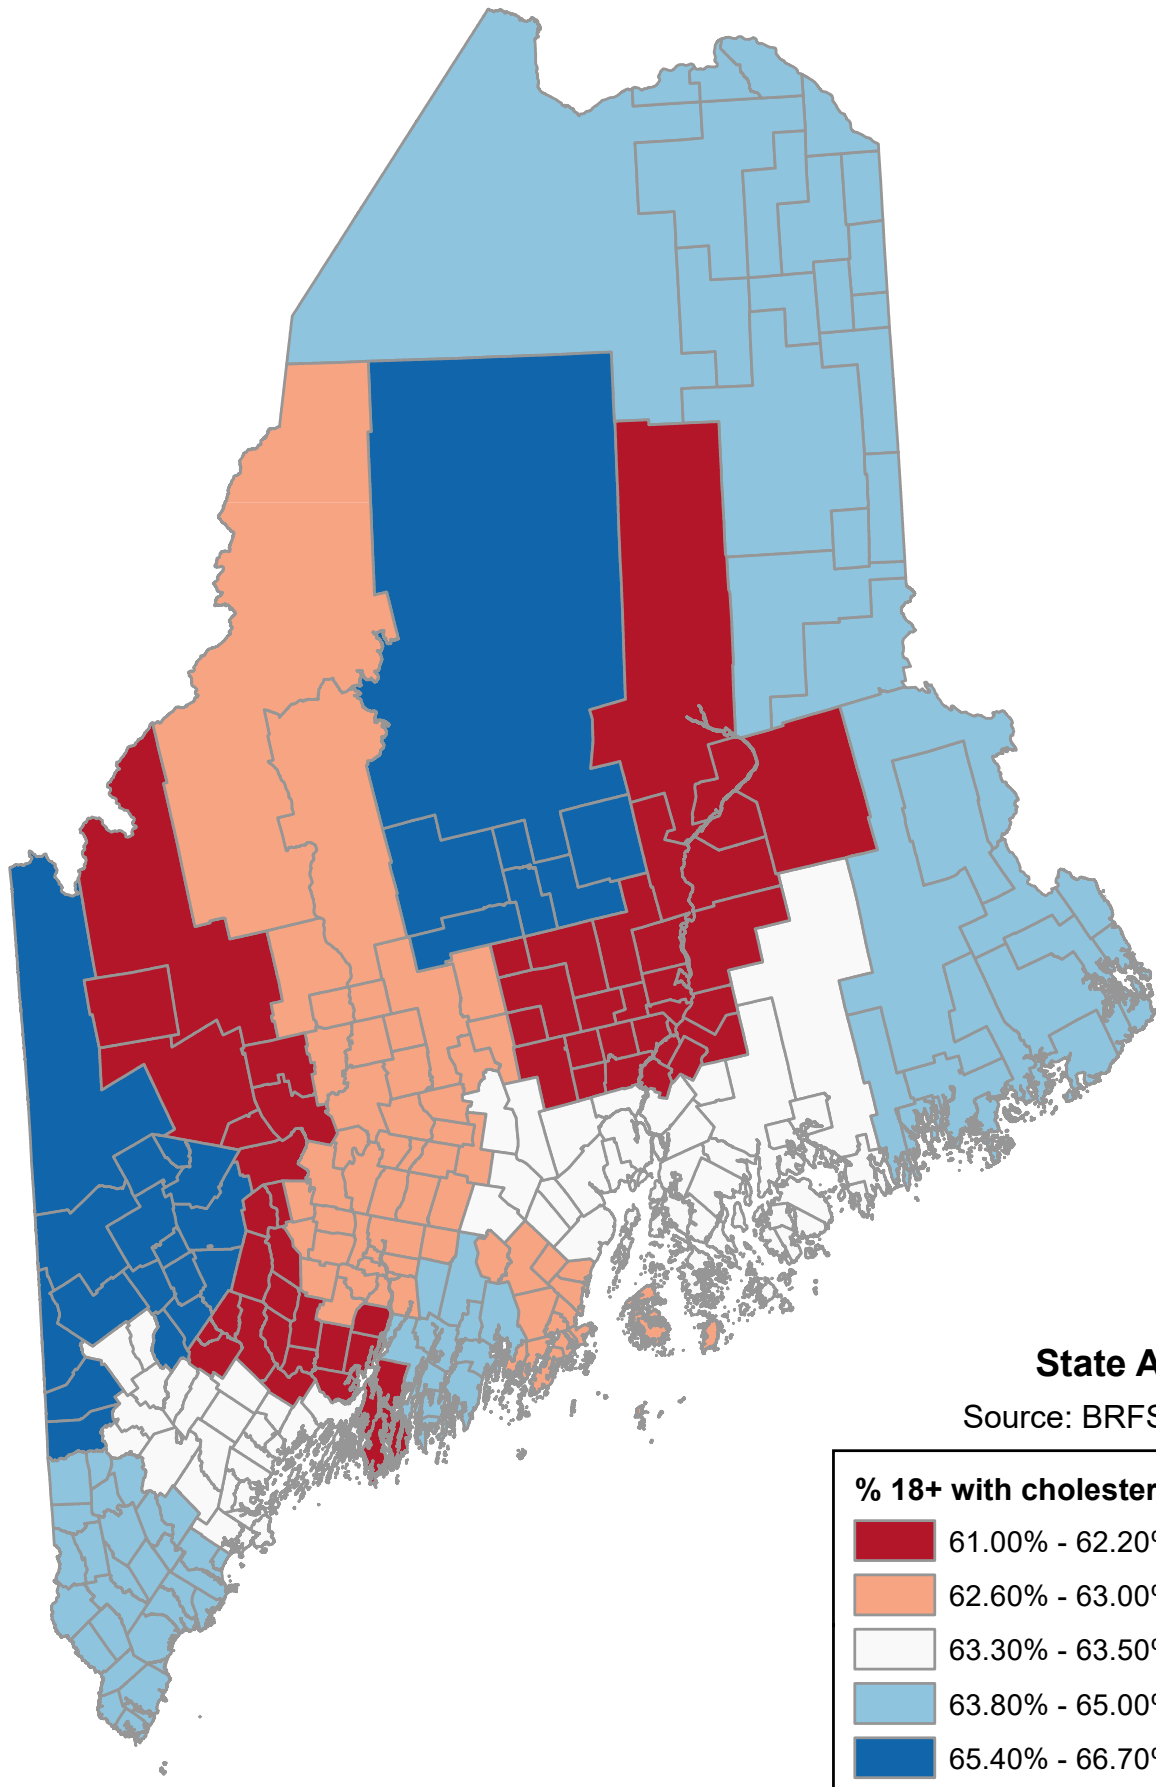 State A
Source: BRFS
% 18+ with cholester
61.00% - 62.20%
62.60% - 63.00%
63.30% - 63.50%
63.80% - 65.00%
65.40% - 66.70%